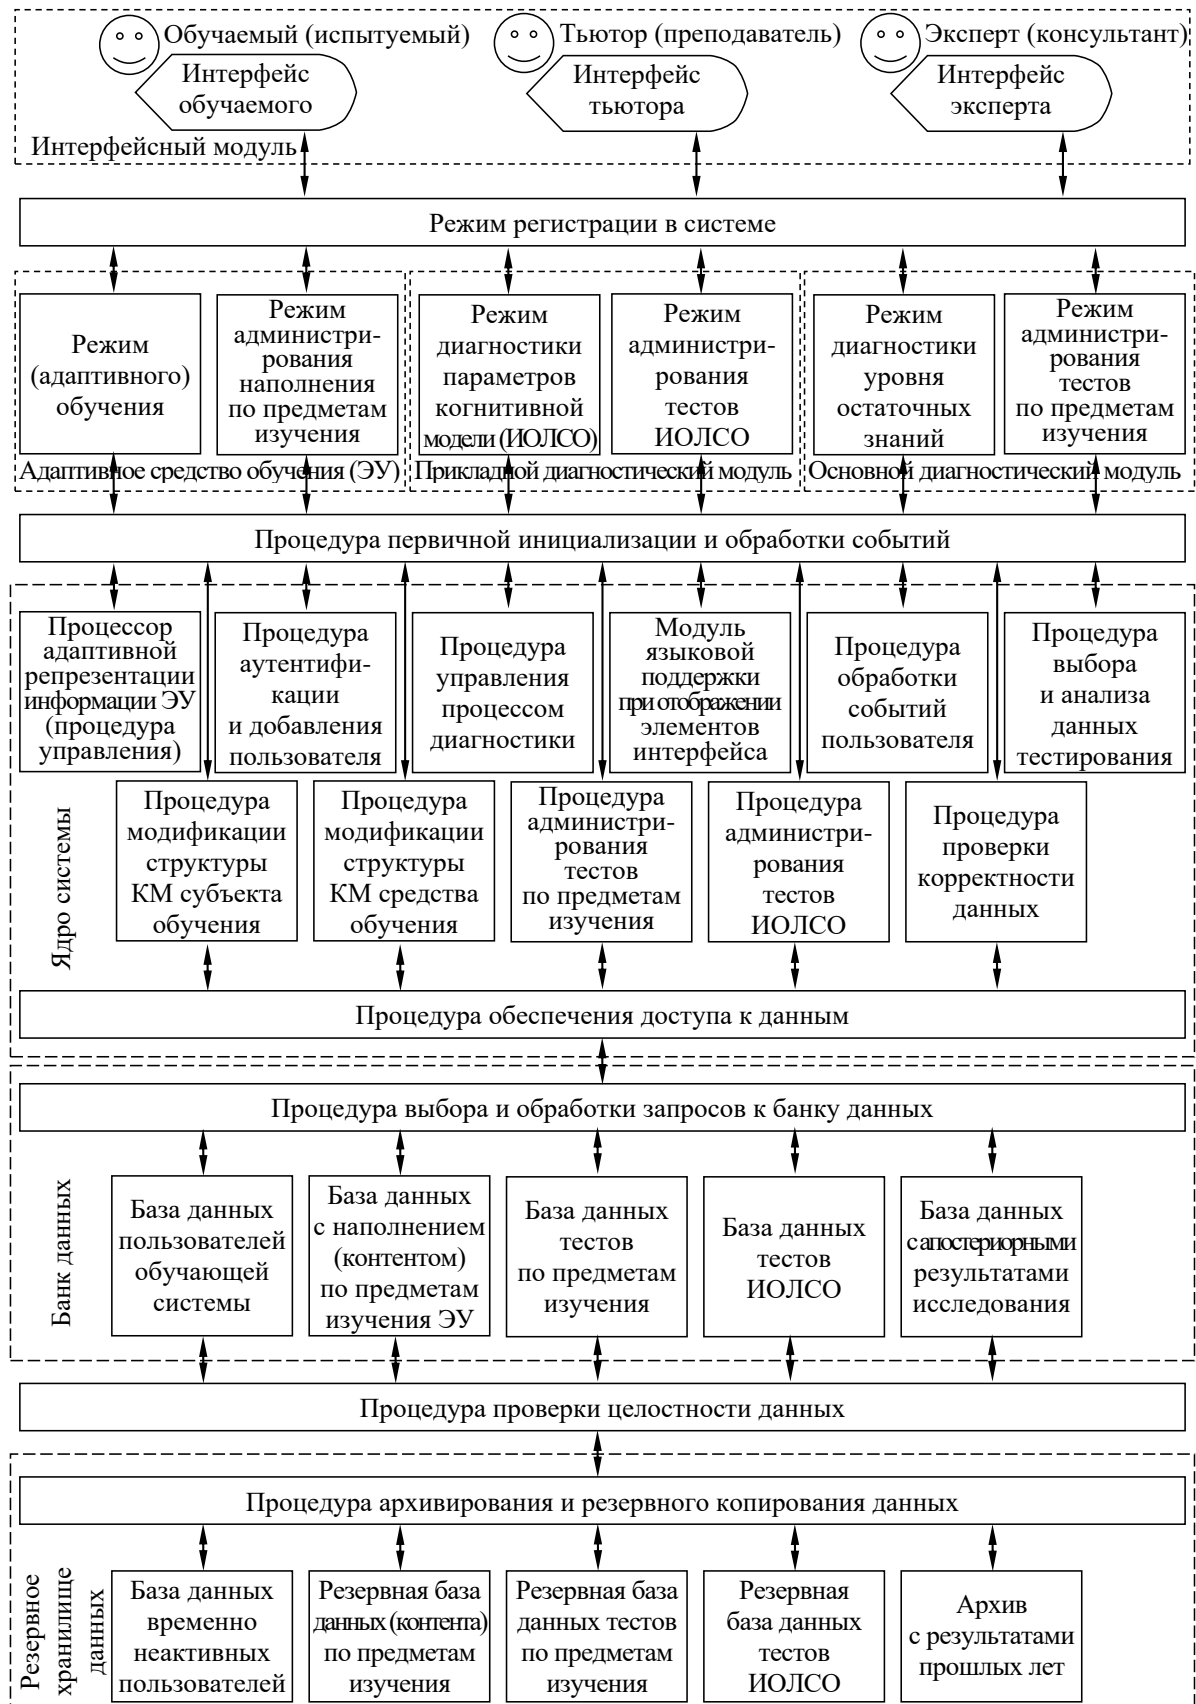 Обучаемый (испытуемый)
Тьютор (преподаватель)
Эксперт (консультант)
Интерфейс
обучаемого
Интерфейс
тьютора
Интерфейс
эксперта
Интерфейсный модуль
Режим регистрации в системе
Режим
(адаптивного)
обучения
Режим
администри-
рования
наполнения
по предметам
изучения
Режим
диагностики
параметров
когнитивной
модели (ИОЛСО)
Режим
администри-
рования
тестов
ИОЛСО
Режим
диагностики
уровня
остаточных
знаний
Режим
администри-
рования
тестов
по предметам
изучения
Адаптивное средство обучения (ЭУ)
Прикладной диагностический модуль
Основной диагностический модуль
Процедура первичной инициализации и обработки событий
Процессор
адаптивной
репрезентации
информации ЭУ
(процедура
управления)
Процедура
аутентифи-
кации
и добавления
пользователя
Процедура
управления
процессом
диагностики
Модуль
языковой
поддержки
при отображении
элементов
интерфейса
Процедура
обработки
событий
пользователя
Процедура
выбора
и анализа
данных
тестирования
Ядро системы
Процедура
модификации
структуры
КМ субъекта
обучения
Процедура
модификации
структуры
КМ средства
обучения
Процедура
администри-
рования
тестов
по предметам
изучения
Процедура
администри-
рования
тестов
ИОЛСО
Процедура
проверки
корректности
данных
Процедура обеспечения доступа к данным
Процедура выбора и обработки запросов к банку данных
Банк данных
База данных
пользователей
обучающей
системы
База данных
с наполнением
(контентом)
по предметам
изучения ЭУ
База данных
тестов
по предметам
изучения
База данных
тестов
ИОЛСО
База данных
с апостериорными
результатами
исследования
Процедура проверки целостности данных
Процедура архивирования и резервного копирования данных
Резервное
хранилище
данных
База данных
временно
неактивных
пользователей
Резервная база
данных (контента)
по предметам
изучения
Резервная база
данных тестов
по предметам
изучения
Резервная
база данных
тестов
ИОЛСО
Архив
с результатами
прошлых лет